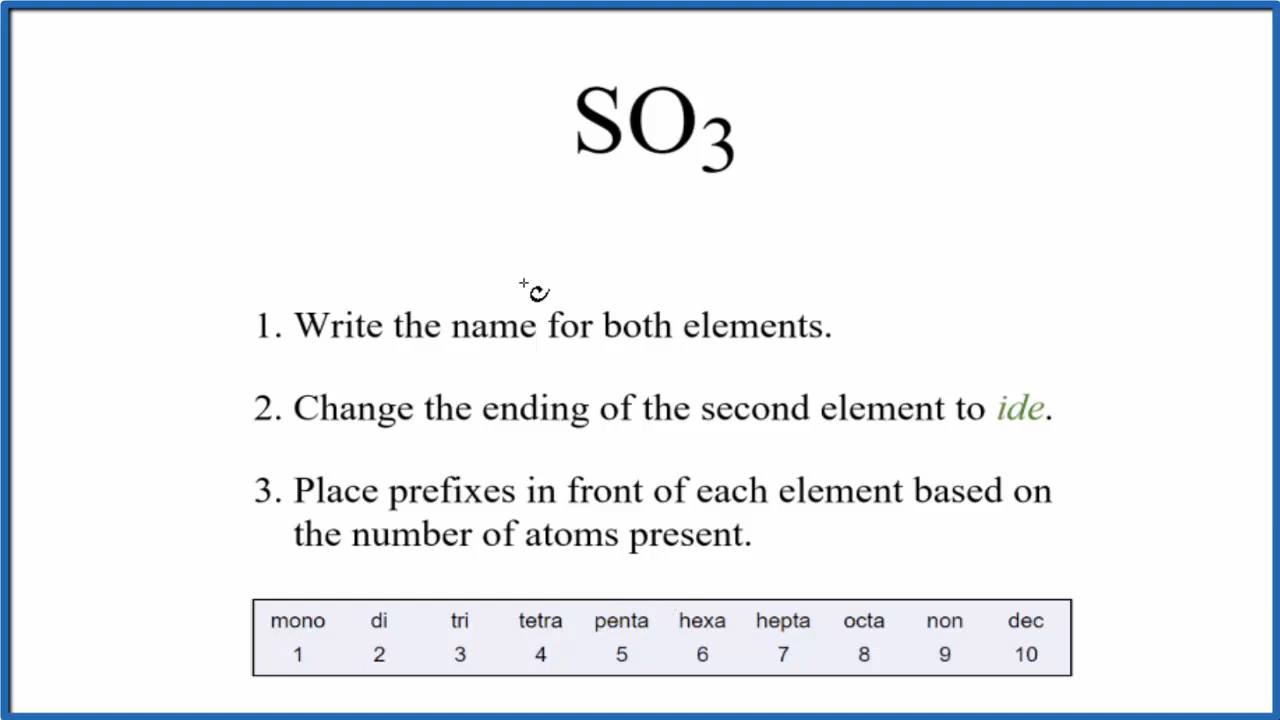 SO₃
1. Write the name for both elements.
2. Change the ending of the second element to ide.
3. Place prefixes in front of each element based on
the number of atoms present.
mono di tri tetra penta hexa hepta octa non dec
1 2 3 4 5 6 7 8 9 10